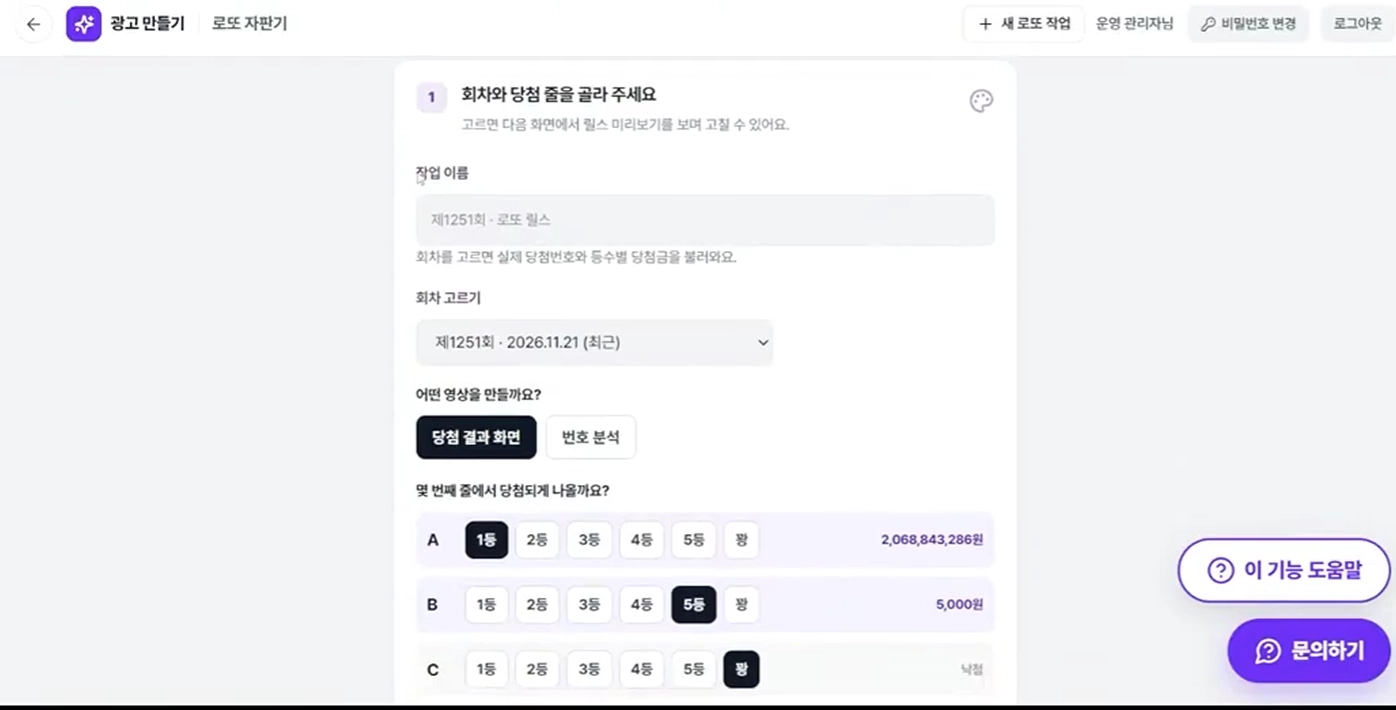 광고 만들기 로또 자판기 + 새 로또 작업 운영 관리자님 비밀번호 변경 로그아웃
1 회차와 당첨 줄을 골라 주세요
고르면 다음 화면에서 릴스 미리보기를 보며 고칠 수 있어요.
작업 이름
제1251회 · 로또 릴스
회차를 고르면 실제 당첨번호와 등수별 당첨금을 불러와요.
회차 고르기
제1251회 · 2026.11.21 (최근)
어떤 영상을 만들까요?
당첨 결과 화면 번호 분석
몇 번째 줄에서 당첨되게 나올까요?
A 1등 2등 3등 4등 5등 꽝 2,068,843,286원
B 1등 2등 3등 4등 5등 꽝 5,000원
C 1등 2등 3등 4등 5등 꽝 낙첨
이 기능 도움말
문의하기